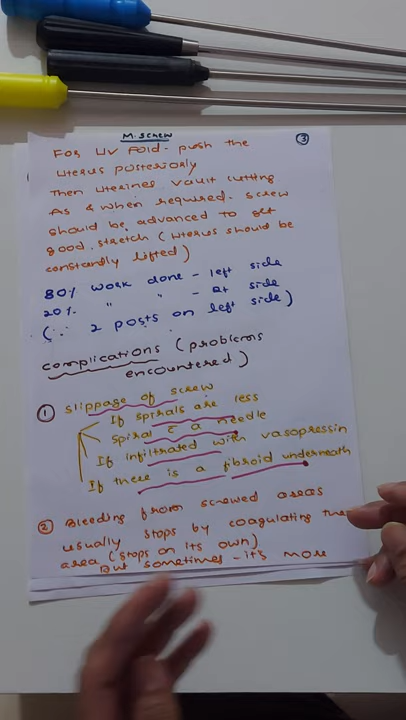 M. Screw
③
For UV Fold - push the
uterus posteriorly
Then uterines vault cutting
As & when required. Screw
should be advanced to get
good stretch (uterus should be
constantly lifted)
80% work done - left side
20% " " - Rt side
(∵ 2 posts on left side)
complications (problems
encountered)
① Slippage of screw
If spirals are less
Spiral c̄ a needle
If infiltrated with vasopressin
If there is a fibroid underneath
② Bleeding from screwed areas
usually stops by coagulating
area (stops on its own)
But sometimes - it's more